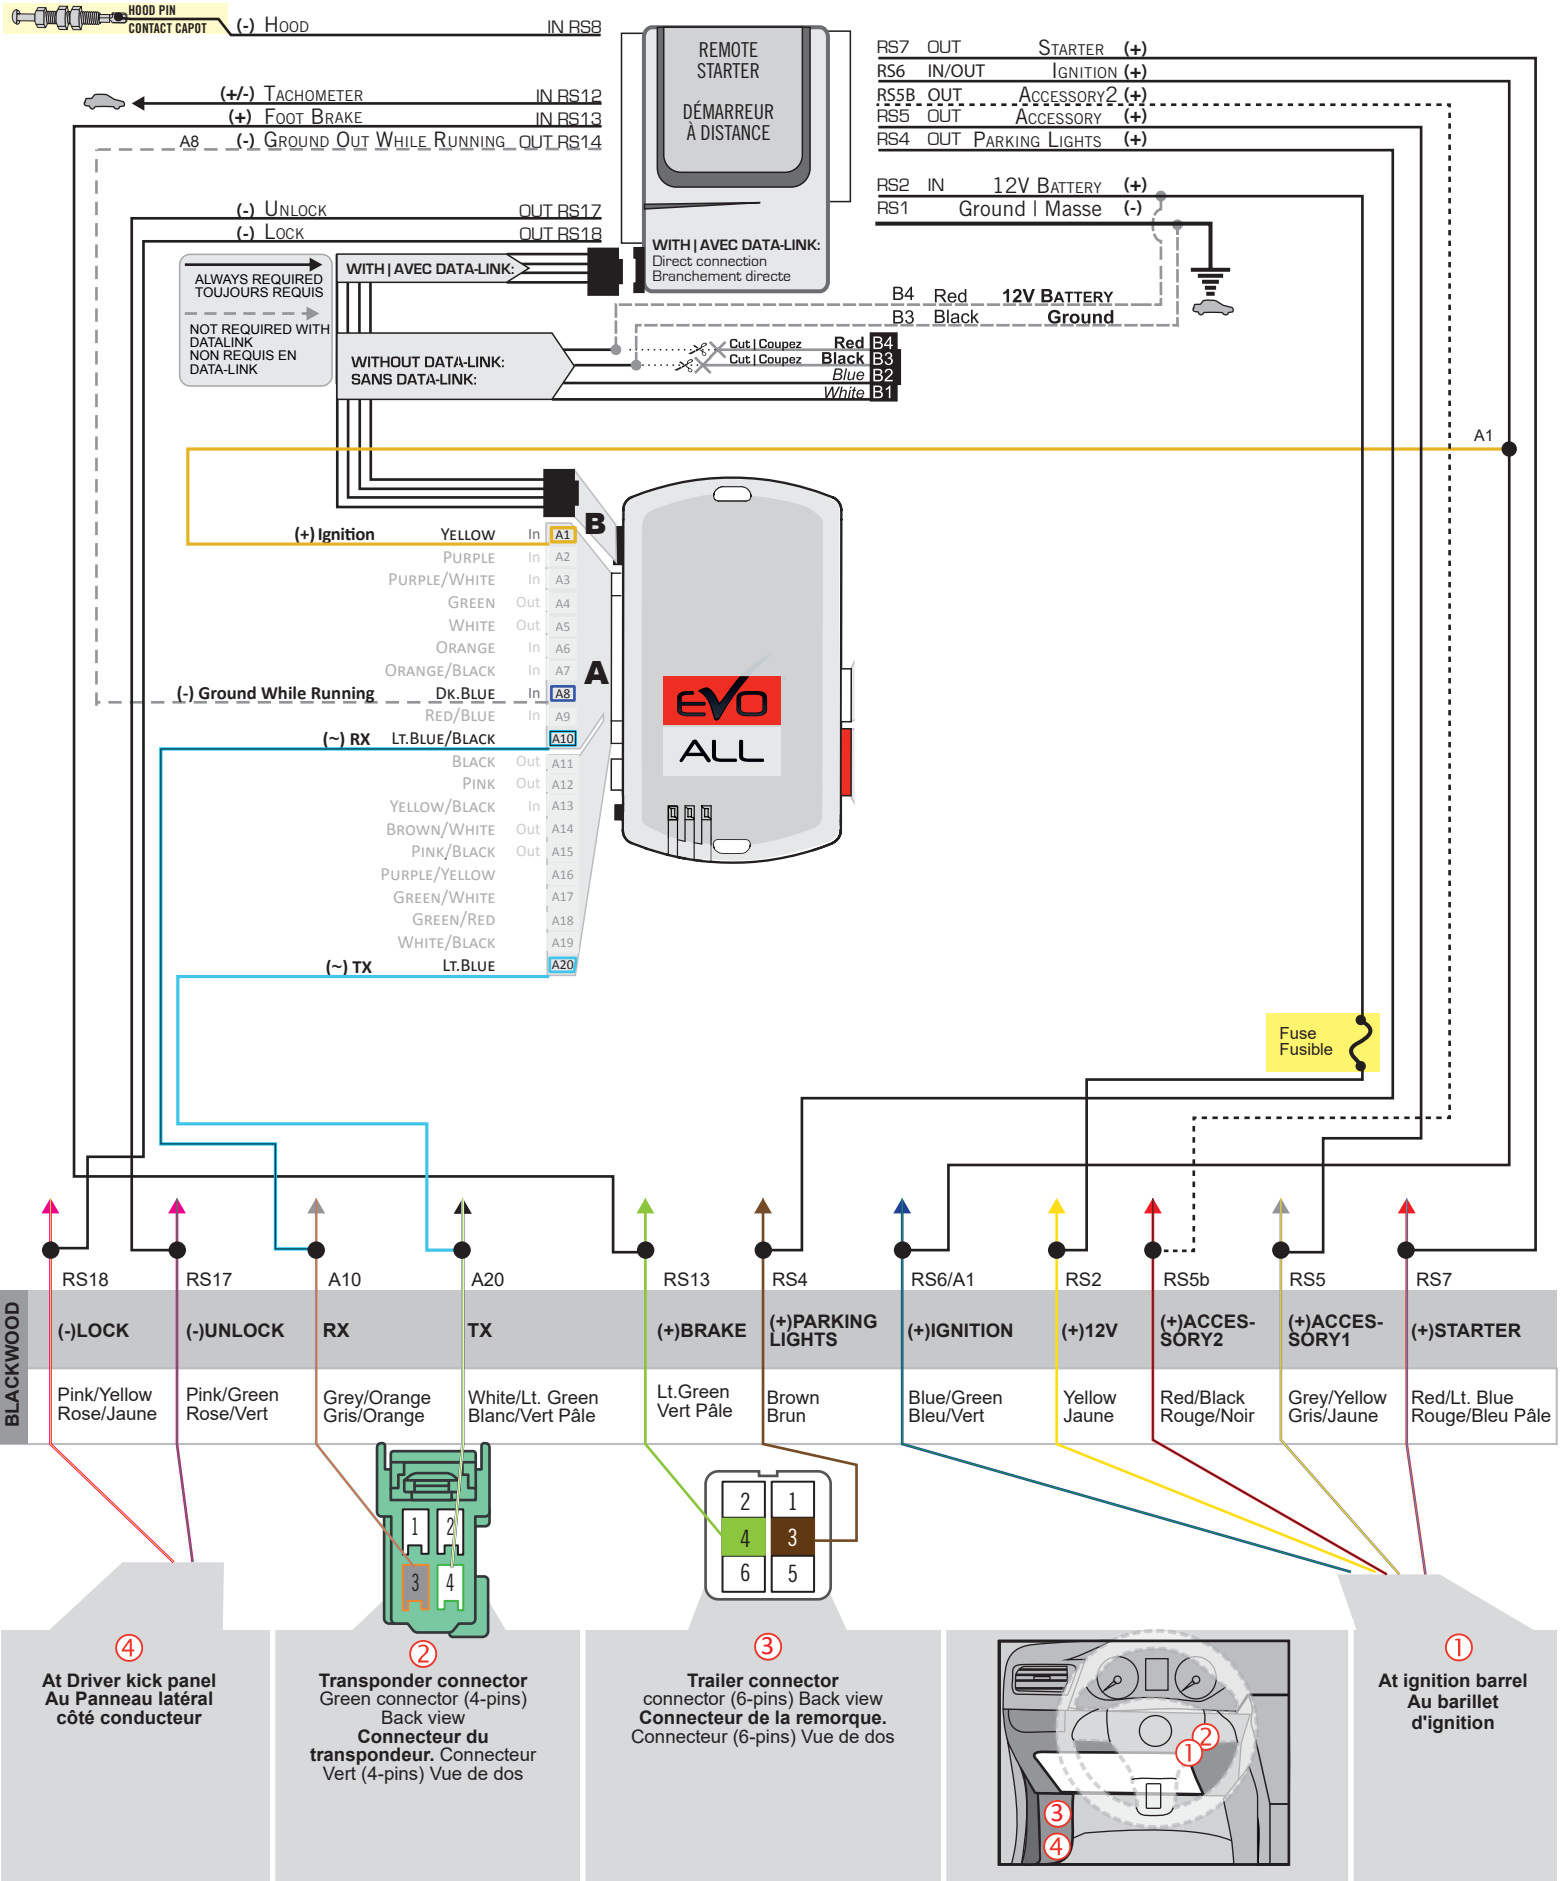 HOOD PIN
CONTACT CAPOT
(-) Hood IN RS8
(+/-) Tachometer IN RS12
(+) Foot Brake IN RS13
A8 (-) Ground Out While Running OUT RS14
(-) Unlock OUT RS17
(-) Lock OUT RS18
REMOTE
STARTER
DÉMARREUR
À DISTANCE
WITH | AVEC DATA-LINK:
Direct connection
Branchement directe
RS7 OUT Starter (+)
RS6 IN/OUT Ignition (+)
RS5B OUT Accessory2 (+)
RS5 OUT Accessory (+)
RS4 OUT Parking Lights (+)
RS2 IN 12V Battery (+)
RS1 Ground | Masse (-)
ALWAYS REQUIRED
TOUJOURS REQUIS
NOT REQUIRED WITH
DATALINK
NON REQUIS EN
DATA-LINK
WITH | AVEC DATA-LINK:
WITHOUT DATA-LINK:
SANS DATA-LINK:
B4 Red 12V Battery
B3 Black Ground
Cut | Coupez Red B4
Cut | Coupez Black B3
Blue B2
White B1
A1
B
A
(+) Ignition Yellow In A1
Purple In A2
Purple/White In A3
Green Out A4
White Out A5
Orange In A6
Orange/Black In A7
(-) Ground While Running Dk.Blue In A8
Red/Blue In A9
(~) RX Lt.Blue/Black A10
Black Out A11
Pink Out A12
Yellow/Black In A13
Brown/White Out A14
Pink/Black Out A15
Purple/Yellow A16
Green/White A17
Green/Red A18
White/Black A19
(~) TX Lt.Blue A20
EVO
ALL
Fuse
Fusible
RS18 RS17 A10 A20 RS13 RS4 RS6/A1 RS2 RS5b RS5 RS7
BLACKWOOD
(-)LOCK
(-)UNLOCK
RX
TX
(+)BRAKE
(+)PARKING
LIGHTS
(+)IGNITION
(+)12V
(+)ACCES-
SORY2
(+)ACCES-
SORY1
(+)STARTER
Pink/Yellow
Rose/Jaune
Pink/Green
Rose/Vert
Grey/Orange
Gris/Orange
White/Lt. Green
Blanc/Vert Pâle
Lt.Green
Vert Pâle
Brown
Brun
Blue/Green
Bleu/Vert
Yellow
Jaune
Red/Black
Rouge/Noir
Grey/Yellow
Gris/Jaune
Red/Lt. Blue
Rouge/Bleu Pâle
1 2
3 4
2 1
4 3
6 5
4
At Driver kick panel
Au Panneau latéral
côté conducteur
2
Transponder connector
Green connector (4-pins)
Back view
Connecteur du
transpondeur. Connecteur
Vert (4-pins) Vue de dos
3
Trailer connector
connector (6-pins) Back view
Connecteur de la remorque.
Connecteur (6-pins) Vue de dos
2
1
3
4
1
At ignition barrel
Au barillet
d'ignition